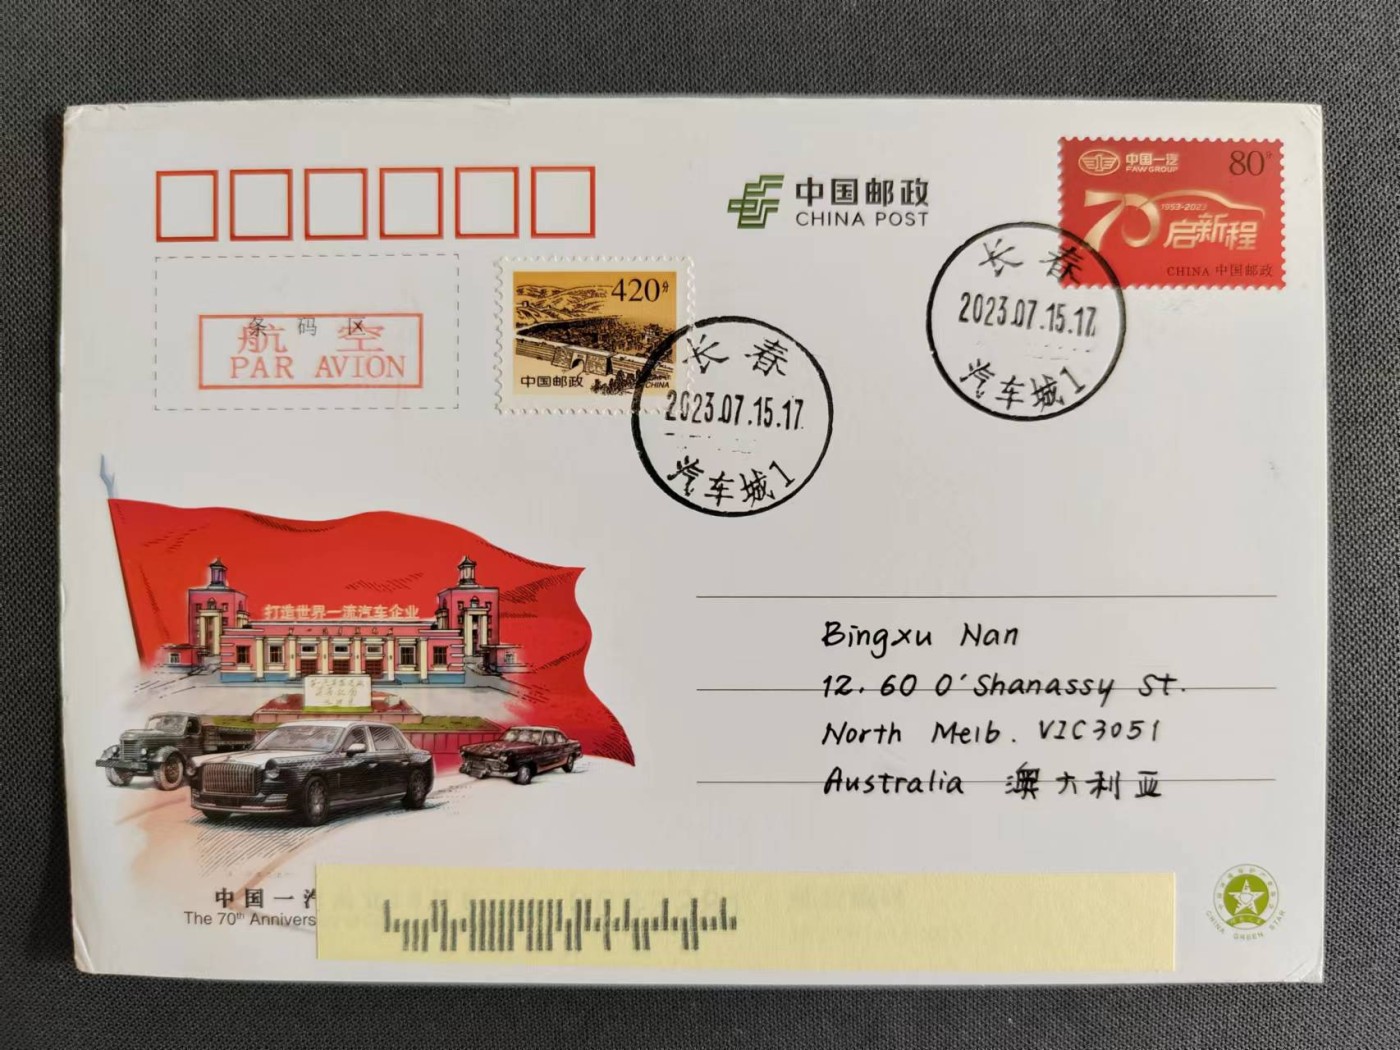 中国邮政
CHINA POST
中国一汽
FAW GROUP
80分
70
1953-2023
启新程
CHINA 中国邮政
条码区
航空
PAR AVION
420分
中国邮政
CHINA
长春
2023.07.15.17
汽车城1
长春
2023.07.15.17
汽车城1
打造世界一流汽车企业
Bingxu Nan
12. 60 O'Shanassy St.
North Melb. VIC3051
Australia 澳大利亚
中国一汽
The 70th Annivers
CHINA GREEN STAR